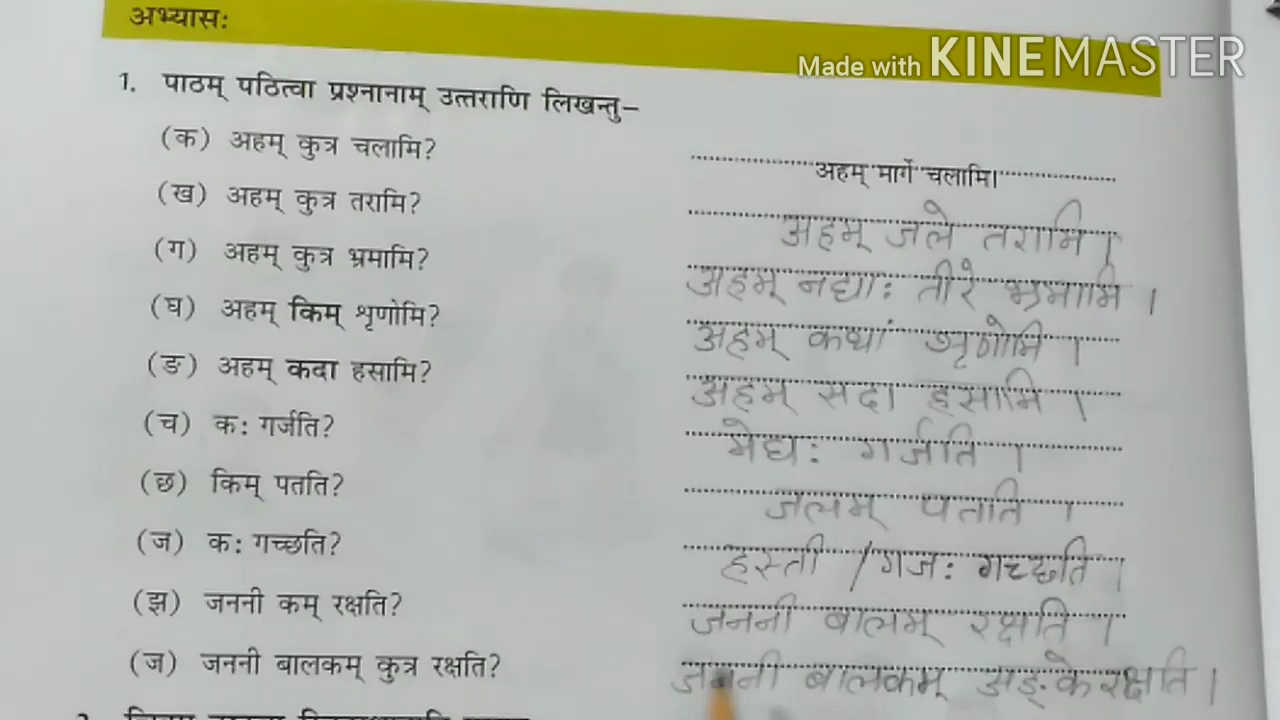 अभ्यासः
Made with KINEMASTER
1. पाठम् पठित्वा प्रश्नानाम् उत्तराणि लिखन्तु–
(क) अहम् कुत्र चलामि? अहम् मार्गे चलामि।
(ख) अहम् कुत्र तरामि? अहम् जले तरामि।
(ग) अहम् कुत्र भ्रमामि? अहम् नद्याः तीरे भ्रमामि।
(घ) अहम् किम् शृणोमि? अहम् कथां शृणोमि।
(ङ) अहम् कदा हसामि? अहम् सदा हसामि।
(च) कः गर्जति? मेघः गर्जति।
(छ) किम् पतति? जलम् पतति।
(ज) कः गच्छति? हस्ती / गजः गच्छति।
(झ) जननी कम् रक्षति? जननी बालम् रक्षति।
(ज) जननी बालकम् कुत्र रक्षति? जननी बालकम् अङ्के रक्षति।